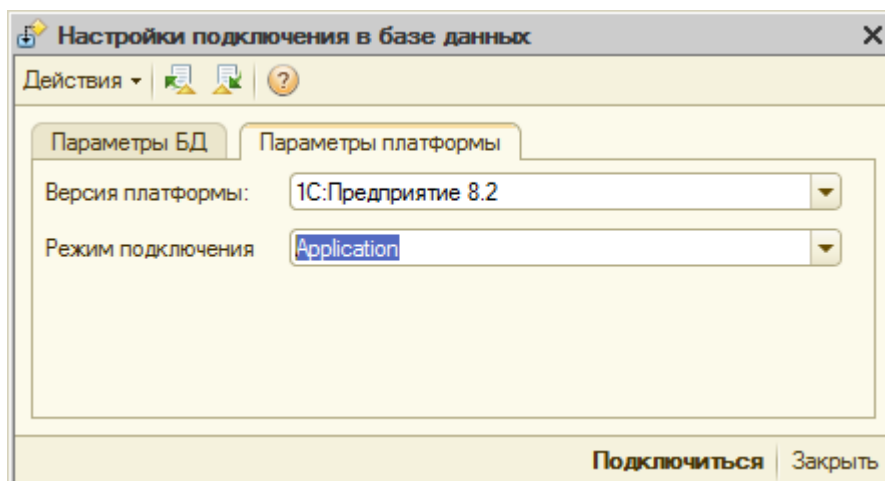 Настройки подключения в базе данных
Действия
Параметры БД Параметры платформы
Версия платформы: 1С:Предприятие 8.2
Режим подключения Application
Подключиться Закрыть